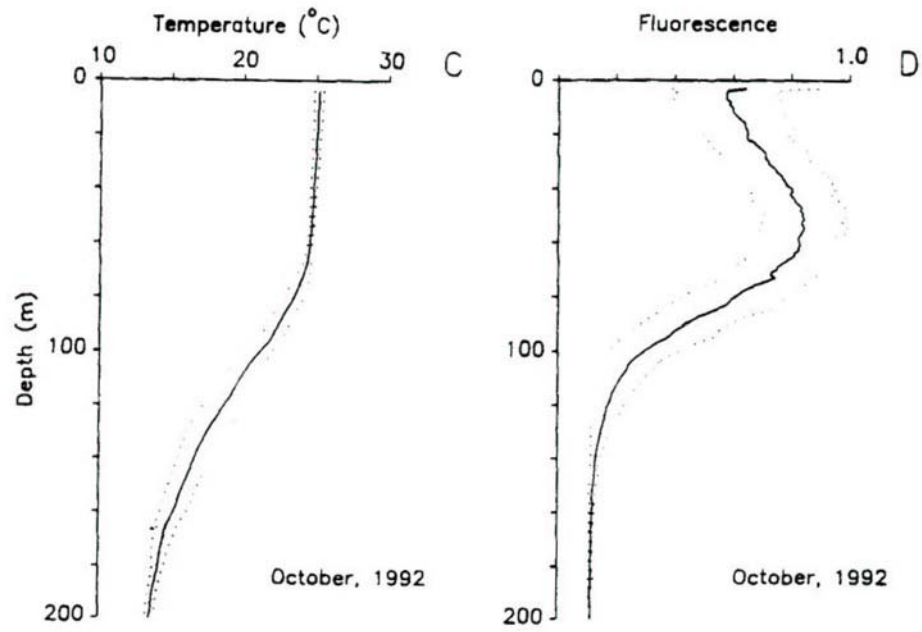 Temperature (°C)
10 20 30
C
0
100
200
Depth (m)
October, 1992
Fluorescence
1.0
D
0
100
200
October, 1992